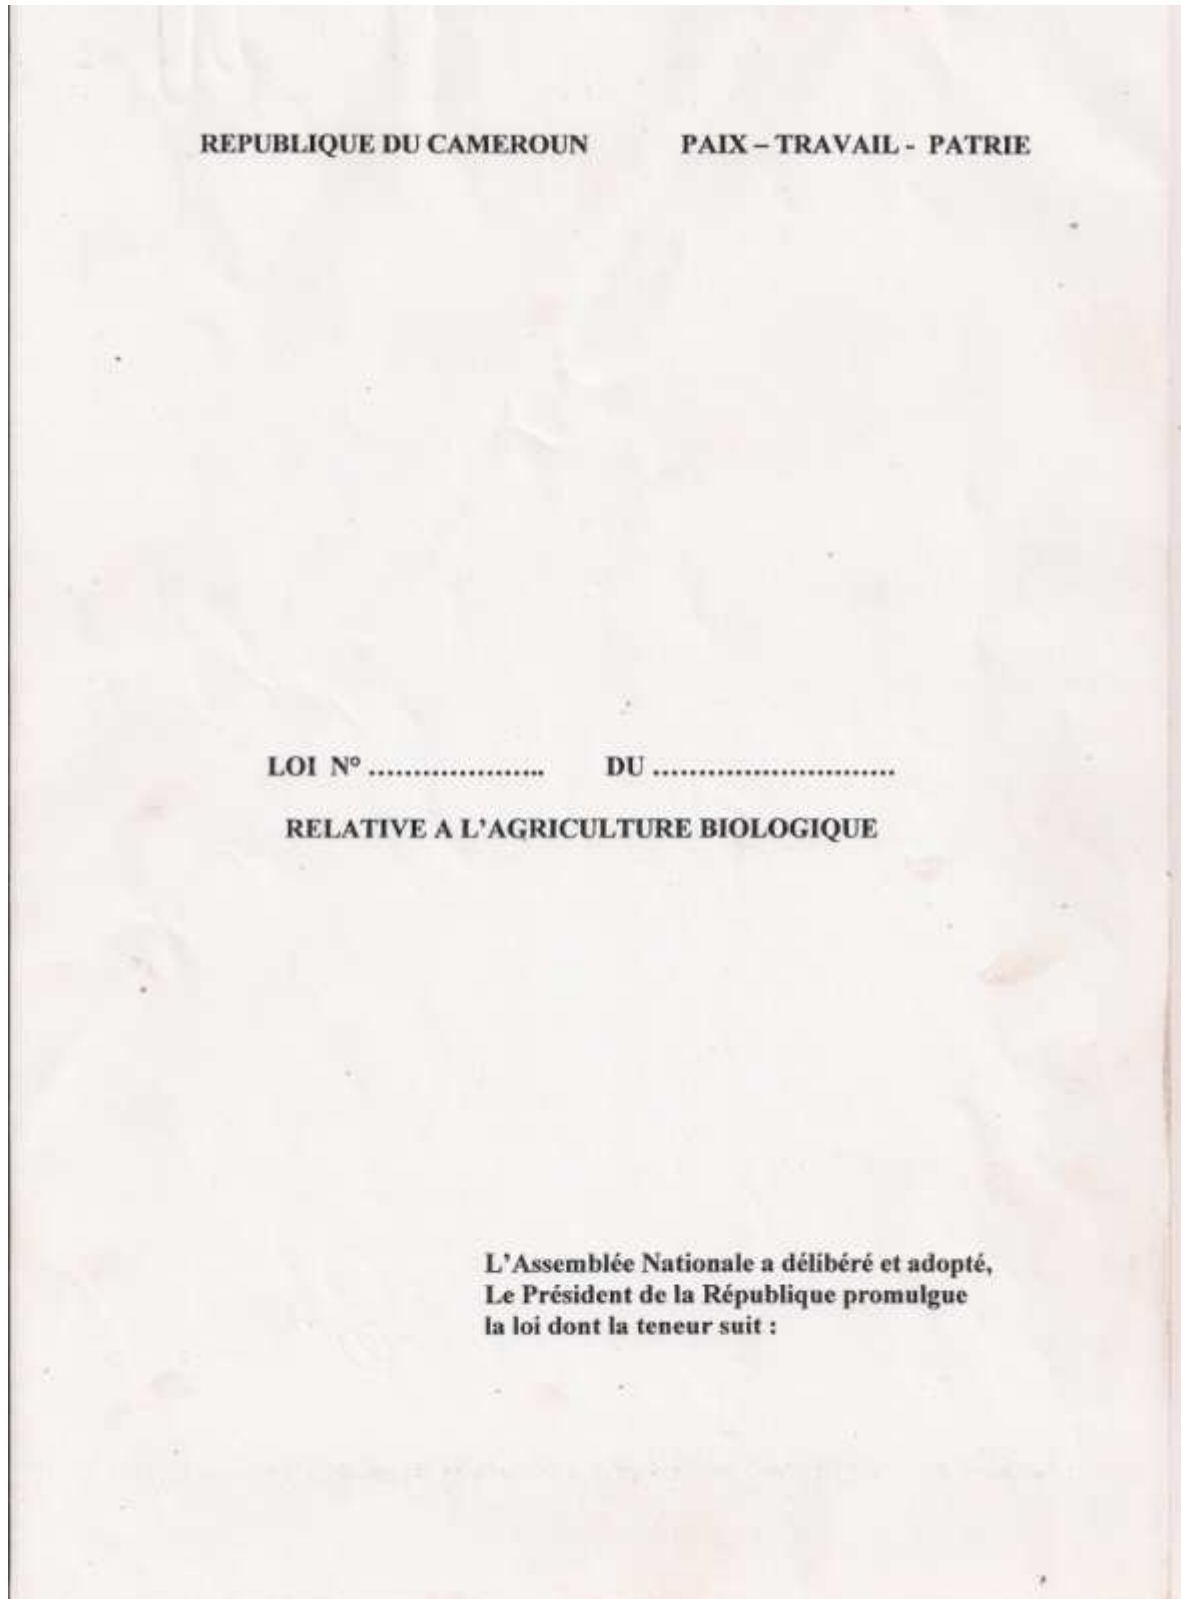 REPUBLIQUE DU CAMEROUN PAIX – TRAVAIL - PATRIE
LOI N° .................... DU ...........................
RELATIVE A L'AGRICULTURE BIOLOGIQUE
L'Assemblée Nationale a délibéré et adopté,
Le Président de la République promulgue
la loi dont la teneur suit :